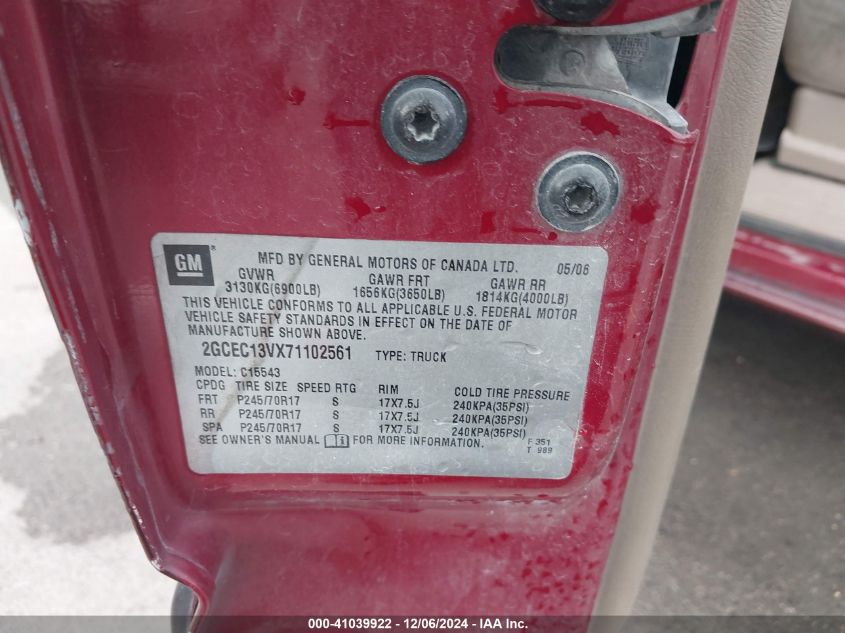 GM
MFD BY GENERAL MOTORS OF CANADA LTD. 05/06
GVWR GAWR FRT GAWR RR
3130KG(6900LB) 1656KG(3650LB) 1814KG(4000LB)
THIS VEHICLE CONFORMS TO ALL APPLICABLE U.S. FEDERAL MOTOR
VEHICLE SAFETY STANDARDS IN EFFECT ON THE DATE OF
MANUFACTURE SHOWN ABOVE.
2GCEC13VX71102561 TYPE: TRUCK
MODEL: C15543
CPDG TIRE SIZE SPEED RTG RIM COLD TIRE PRESSURE
FRT P245/70R17 S 17X7.5J 240KPA(35PSI)
RR P245/70R17 S 17X7.5J 240KPA(35PSI)
SPA P245/70R17 S 17X7.5J 240KPA(35PSI)
SEE OWNER'S MANUAL FOR MORE INFORMATION.
F 351
T 989
000-41039922 - 12/06/2024 - IAA, Inc.